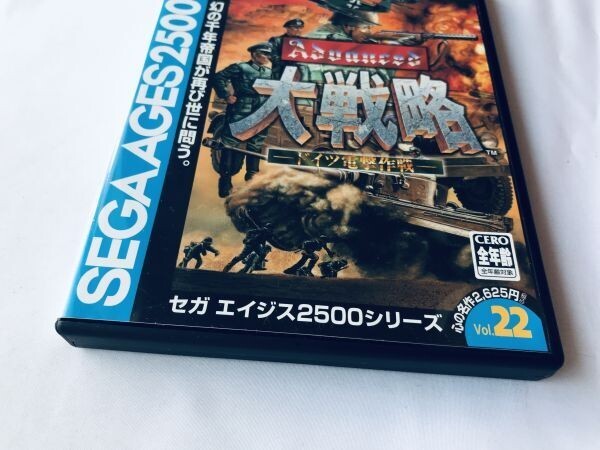 SEGA AGES 2500
幻の千年帝国が再び世に問う。
Advanced
大戦略
ードイツ電撃作戦ー
TM
CERO
全年齢
全年齢対象
セガ エイジス2500シリーズ
心の名作2,625円
Vol.22